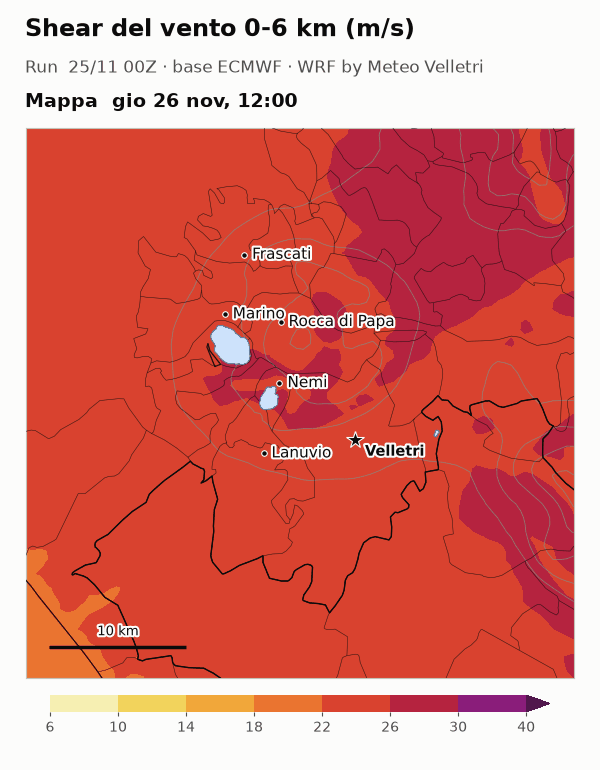 Shear del vento 0-6 km (m/s)
Run  25/11 00Z · base ECMWF · WRF by Meteo Velletri
Mappa  gio 26 nov, 12:00
Frascati
Marino
Rocca di Papa
Nemi
Velletri
Lanuvio
10 km
6 10 14 18 22 26 30 40